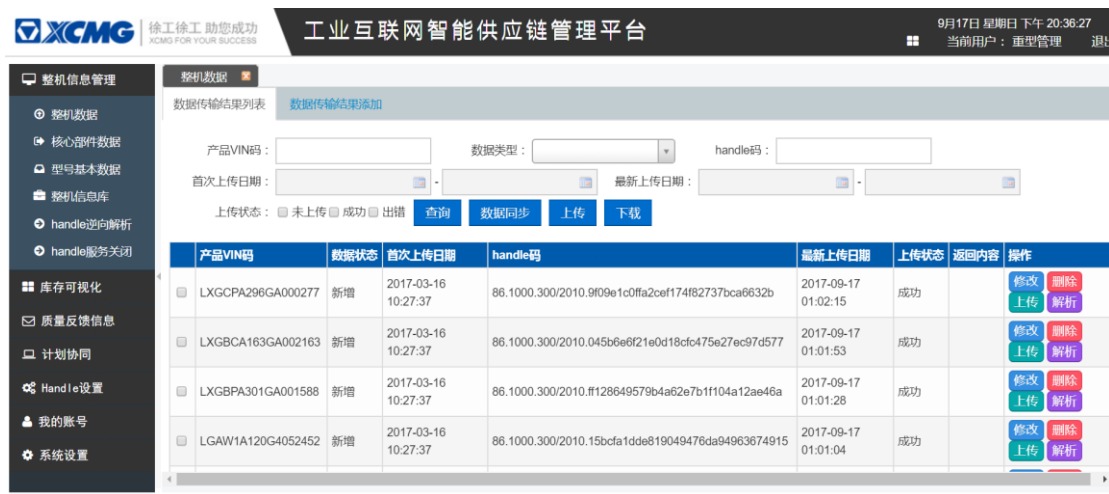 XCMG 徐工徐工 助您成功
XCMG FOR YOUR SUCCESS
工业互联网智能供应链管理平台
9月17日 星期日 下午 20:36:27
当前用户： 重型管理 退出
整机信息管理
整机数据
核心部件数据
型号基本数据
整机信息库
handle逆向解析
handle服务关闭
库存可视化
质量反馈信息
计划协同
Handle设置
我的账号
系统设置
整机数据
数据传输结果列表 数据传输结果添加
产品VIN码： 数据类型： handle码：
首次上传日期： - 最新上传日期： -
上传状态： 未上传 成功 出错 查询 数据同步 上传 下载
产品VIN码 数据状态 首次上传日期 handle码 最新上传日期 上传状态 返回内容 操作
LXGCPA296GA000277 新增 2017-03-16 10:27:37 86.1000.300/2010.9f09e1c0ffa2cef174f82737bca6632b 2017-09-17 01:02:15 成功 修改 删除 上传 解析
LXGBCA163GA002163 新增 2017-03-16 10:27:37 86.1000.300/2010.045b6e6f21e0d18cfc475e27ec97d577 2017-09-17 01:01:53 成功 修改 删除 上传 解析
LXGBPA301GA001588 新增 2017-03-16 10:27:37 86.1000.300/2010.ff128649579b4a62e7b1ff104a12ae46a 2017-09-17 01:01:28 成功 修改 删除 上传 解析
LGAW1A120G4052452 新增 2017-03-16 10:27:37 86.1000.300/2010.15bcfa1dde819049476da94963674915 2017-09-17 01:01:04 成功 修改 删除 上传 解析